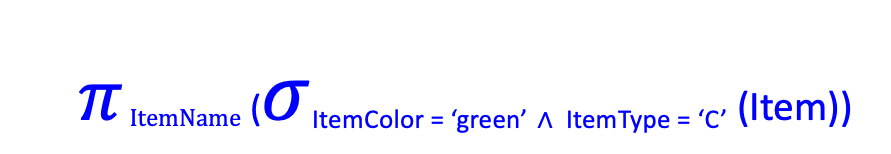 π ItemName (σ ItemColor = ‘green’ ∧ ItemType = ‘C’ (Item))